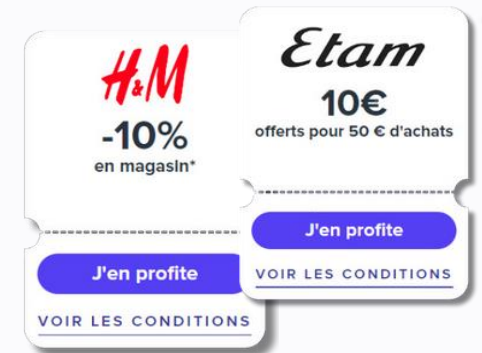 H&M
-10%
en magasin*
J'en profite
VOIR LES CONDITIONS
Etam
10€
offerts pour 50 € d'achats
J'en profite
VOIR LES CONDITIONS